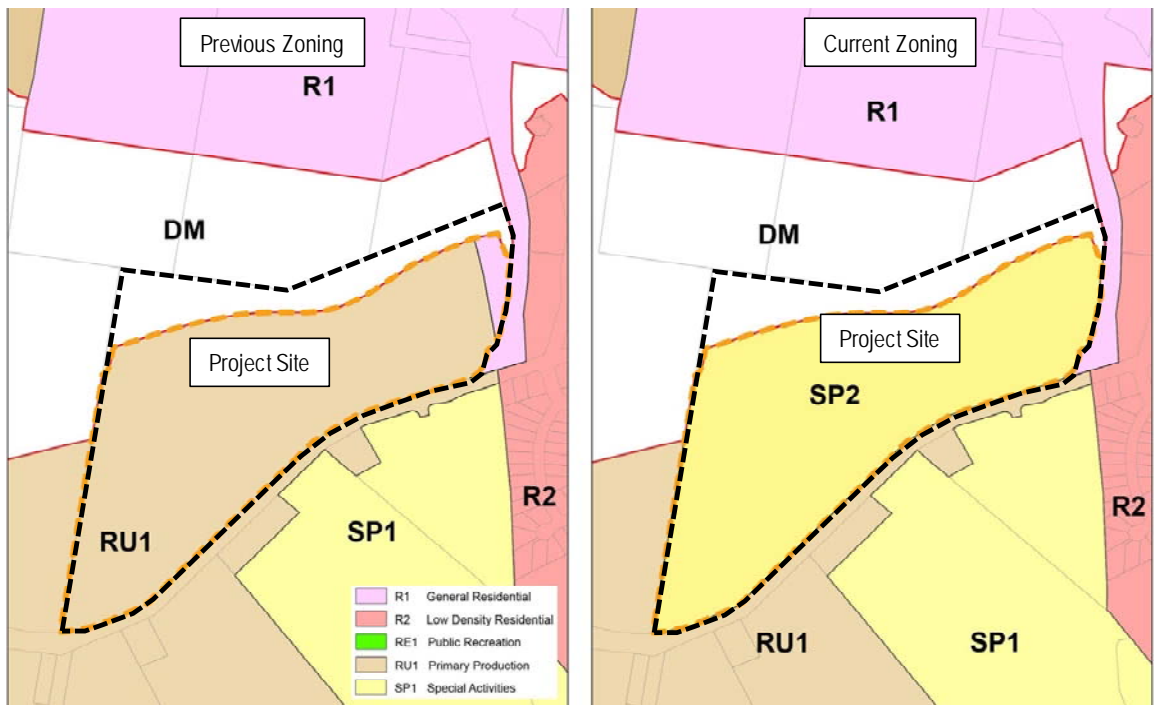 Previous Zoning
R1
DM
Project Site
RU1
SP1
R2
R1 General Residential
R2 Low Density Residential
RE1 Public Recreation
RU1 Primary Production
SP1 Special Activities
Current Zoning
R1
DM
Project Site
SP2
R2
RU1
SP1